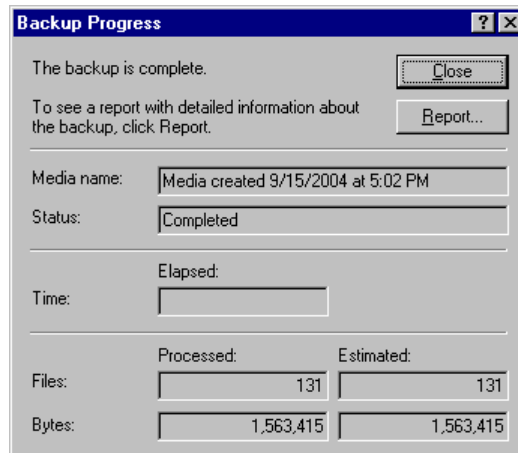 Backup Progress
The backup is complete.
Close
To see a report with detailed information about
the backup, click Report.
Report...
Media name: Media created 9/15/2004 at 5:02 PM
Status: Completed
Elapsed:
Time:
Processed: Estimated:
Files: 131 131
Bytes: 1,563,415 1,563,415